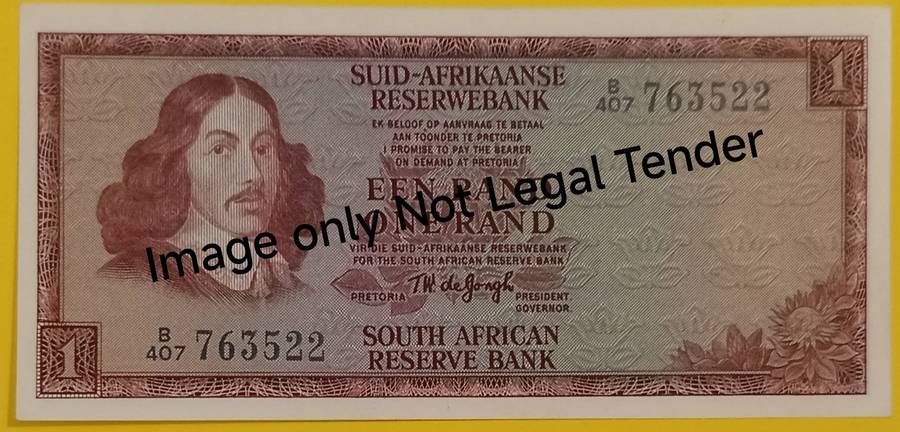 1
SUID-AFRIKAANSE
RESERWEBANK
B
407 763522
EK BELOOF OP AANVRAAG TE BETAAL
AAN TOONDER TE PRETORIA
I PROMISE TO PAY THE BEARER
ON DEMAND AT PRETORIA
EEN RAND
ONE RAND
Image only Not Legal Tender
VIR DIE SUID-AFRIKAANSE RESERWEBANK
FOR THE SOUTH AFRICAN RESERVE BANK
TW de Jongh
PRETORIA
PRESIDENT.
GOVERNOR.
1
B
407 763522
SOUTH AFRICAN
RESERVE BANK